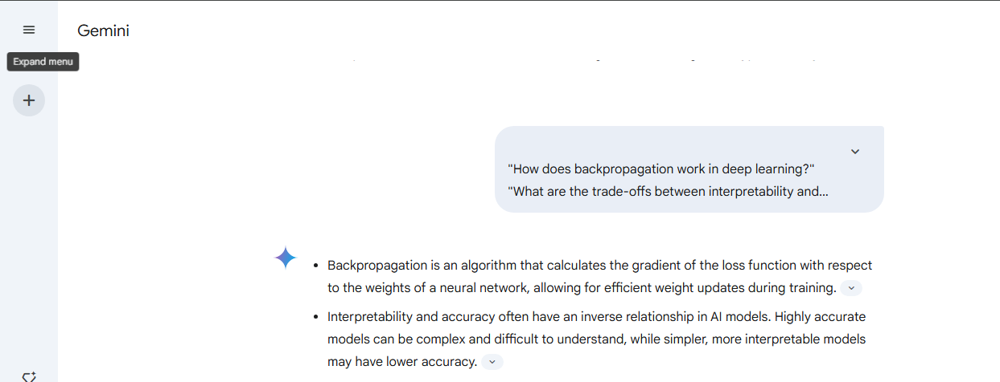 Gemini
Expand menu
"How does backpropagation work in deep learning?"
"What are the trade-offs between interpretability and...
Backpropagation is an algorithm that calculates the gradient of the loss function with respect
to the weights of a neural network, allowing for efficient weight updates during training.
Interpretability and accuracy often have an inverse relationship in AI models. Highly accurate
models can be complex and difficult to understand, while simpler, more interpretable models
may have lower accuracy.